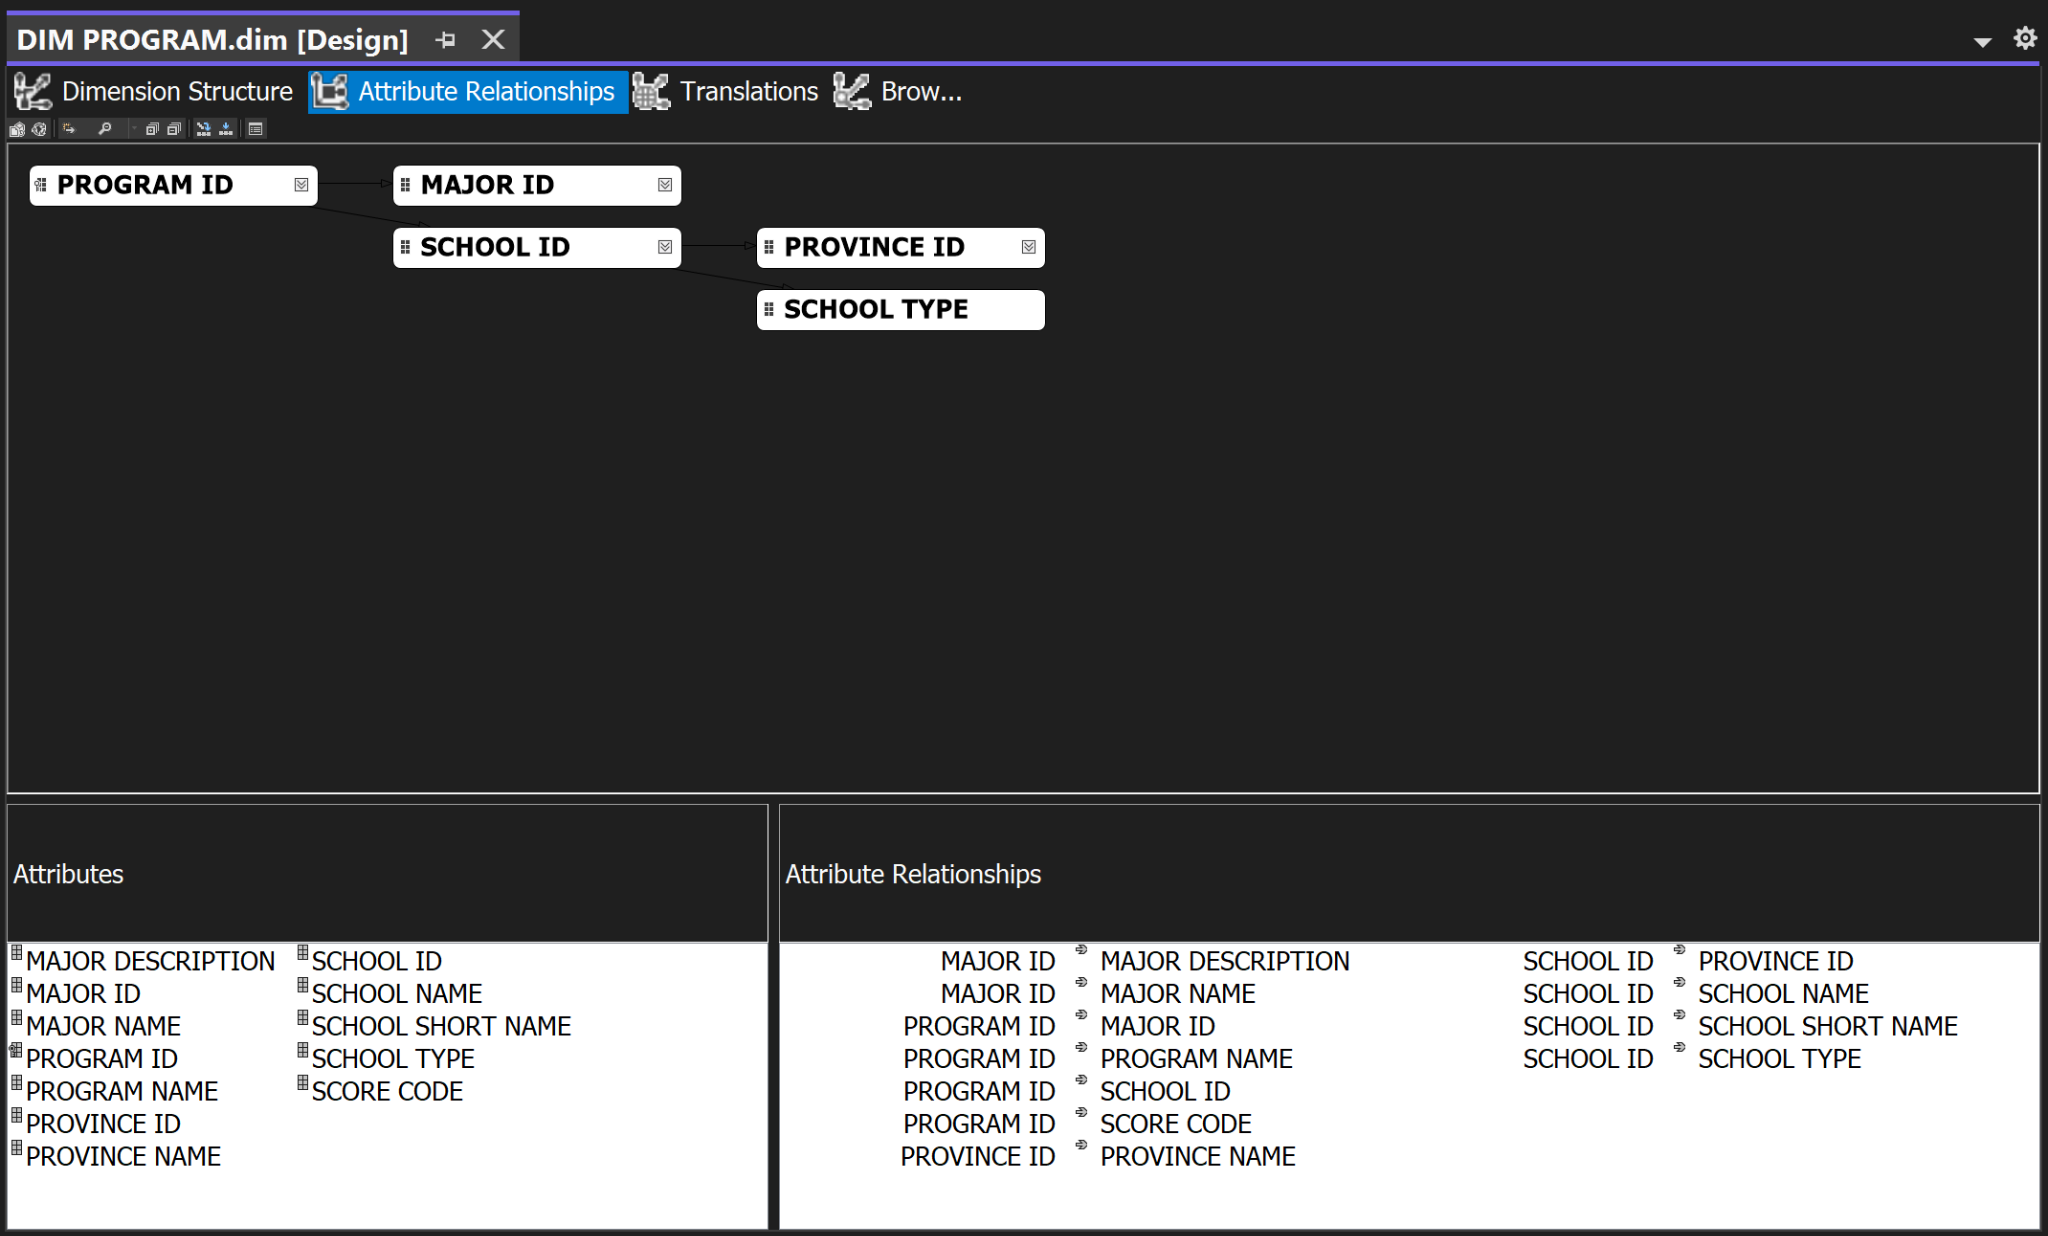 DIM PROGRAM.dim [Design]
Dimension Structure Attribute Relationships Translations Brow...
PROGRAM ID MAJOR ID
SCHOOL ID PROVINCE ID
SCHOOL TYPE
Attributes
MAJOR DESCRIPTION SCHOOL ID
MAJOR ID SCHOOL NAME
MAJOR NAME SCHOOL SHORT NAME
PROGRAM ID SCHOOL TYPE
PROGRAM NAME SCORE CODE
PROVINCE ID
PROVINCE NAME
Attribute Relationships
MAJOR ID MAJOR DESCRIPTION SCHOOL ID PROVINCE ID
MAJOR ID MAJOR NAME SCHOOL ID SCHOOL NAME
PROGRAM ID MAJOR ID SCHOOL ID SCHOOL SHORT NAME
PROGRAM ID PROGRAM NAME SCHOOL ID SCHOOL TYPE
PROGRAM ID SCHOOL ID
PROGRAM ID SCORE CODE
PROVINCE ID PROVINCE NAME